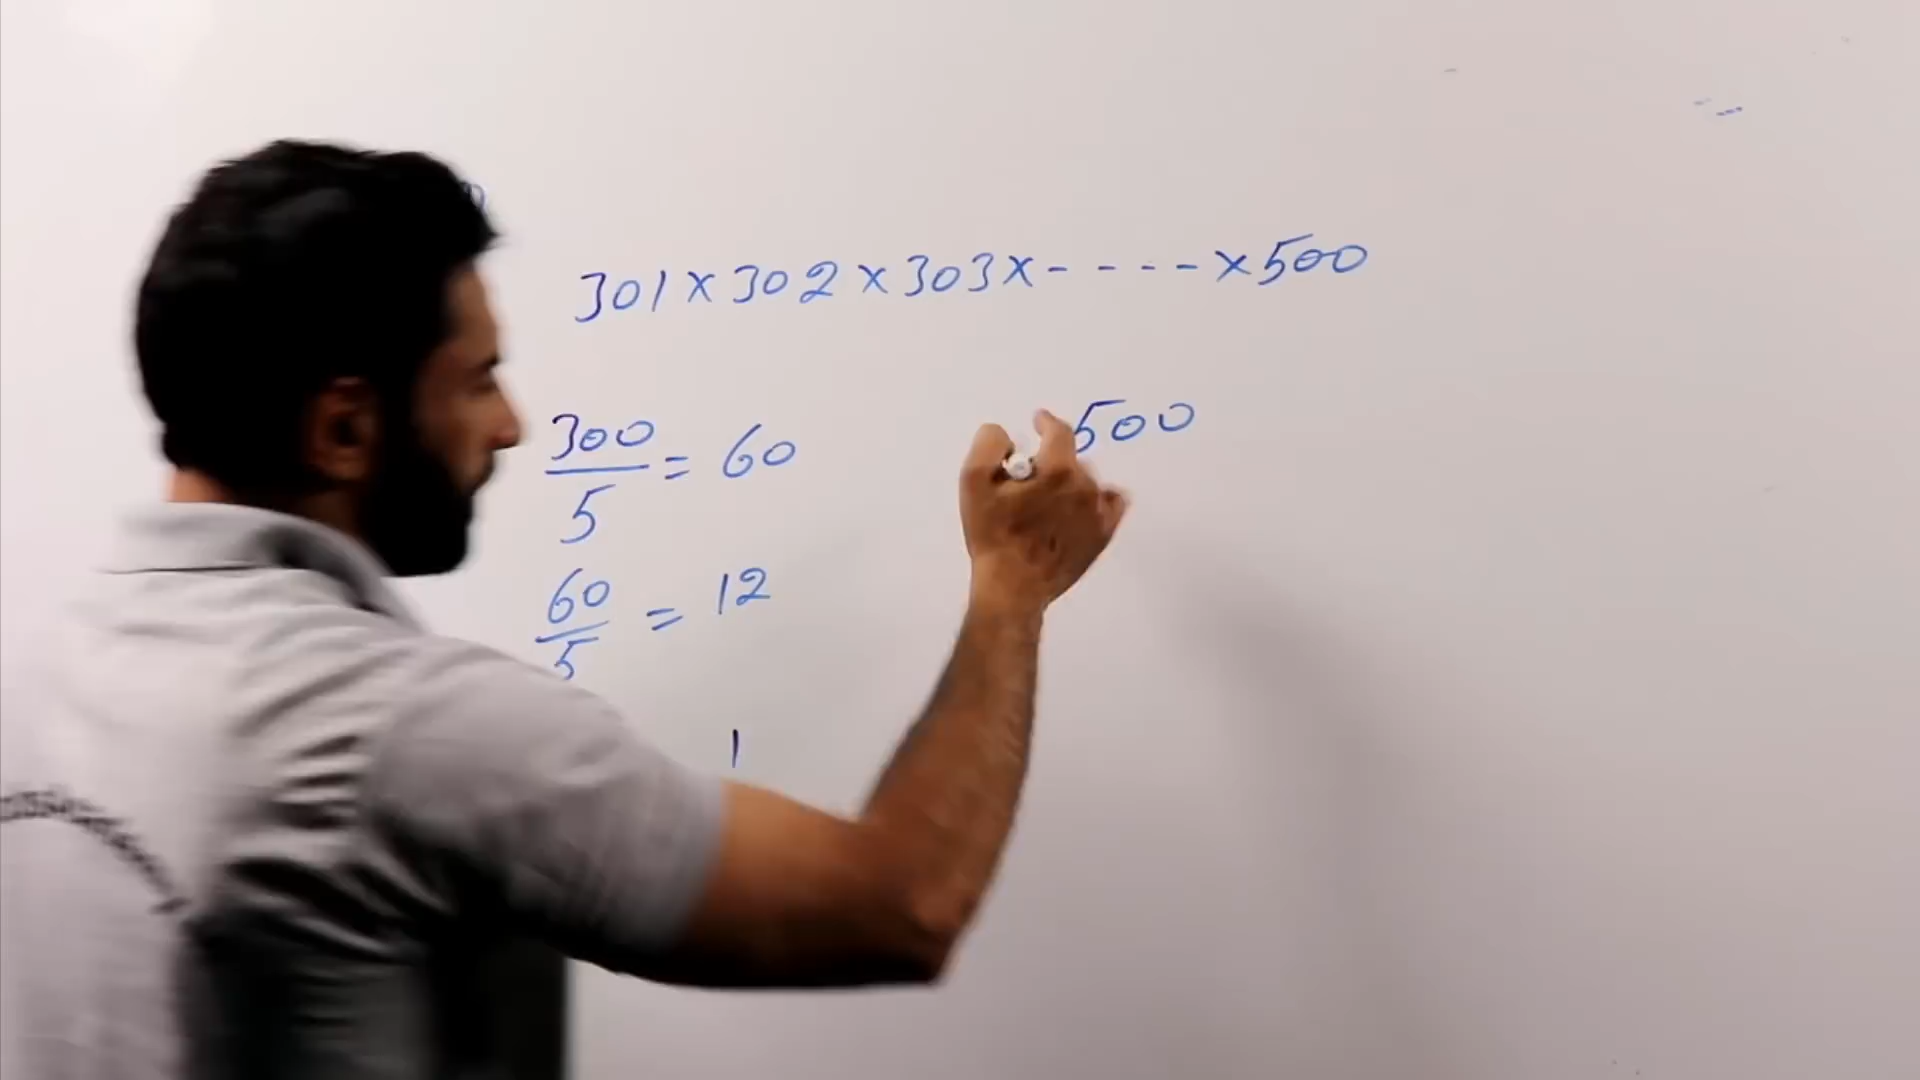 301 x 302 x 303 x - - - - x 500
300/5 = 60
500
60/5 = 12
1